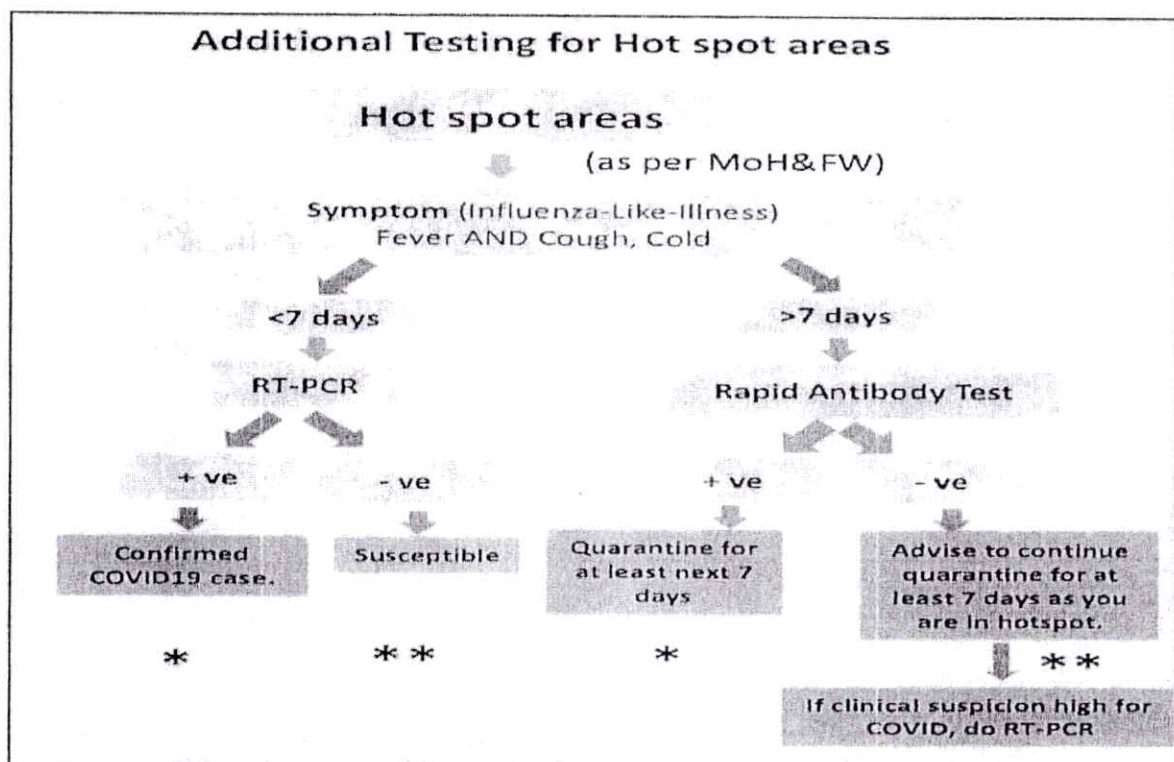 Additional Testing for Hot spot areas
Hot spot areas
(as per MoH&FW)
Symptom (Influenza-Like-Illness)
Fever AND Cough, Cold
<7 days
>7 days
RT-PCR
Rapid Antibody Test
+ ve
- ve
+ ve
- ve
Confirmed
COVID19 case.
Susceptible
Quarantine for
at least next 7
days
Advise to continue
quarantine for at
least 7 days as you
are in hotspot.
*
* *
*
* *
If clinical suspicion high for
COVID, do RT-PCR